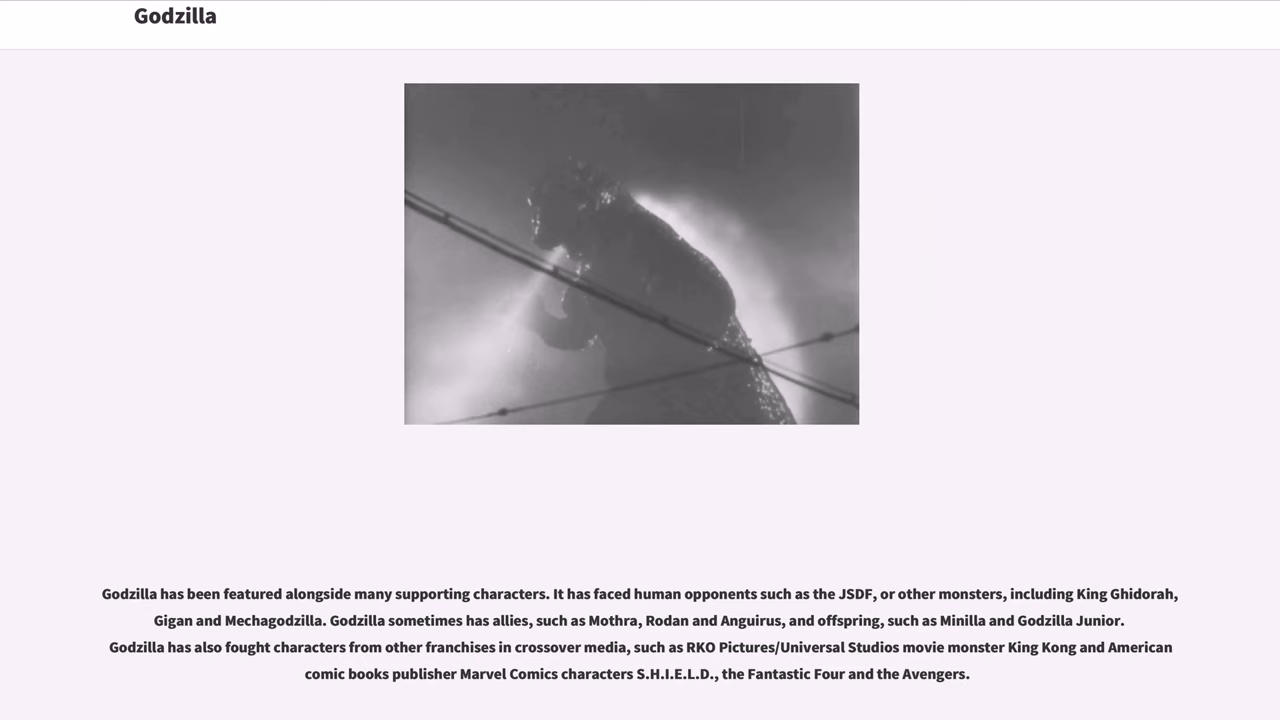 Godzilla
Godzilla has been featured alongside many supporting characters. It has faced human opponents such as the JSDF, or other monsters, including King Ghidorah,
Gigan and Mechagodzilla. Godzilla sometimes has allies, such as Mothra, Rodan and Anguirus, and offspring, such as Minilla and Godzilla Junior.
Godzilla has also fought characters from other franchises in crossover media, such as RKO Pictures/Universal Studios movie monster King Kong and American
comic books publisher Marvel Comics characters S.H.I.E.L.D., the Fantastic Four and the Avengers.